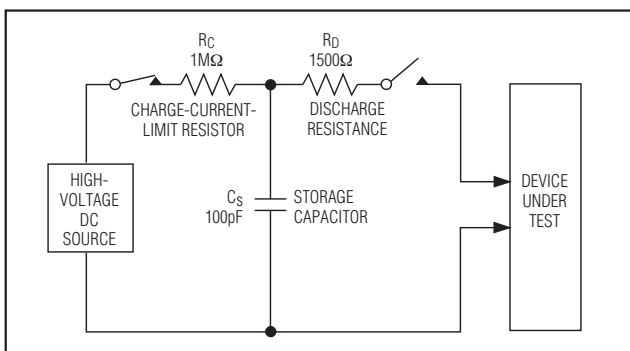 RC
1MΩ
CHARGE-CURRENT-
LIMIT RESISTOR
RD
1500Ω
DISCHARGE
RESISTANCE
HIGH-
VOLTAGE
DC
SOURCE
CS
100pF
STORAGE
CAPACITOR
DEVICE
UNDER
TEST